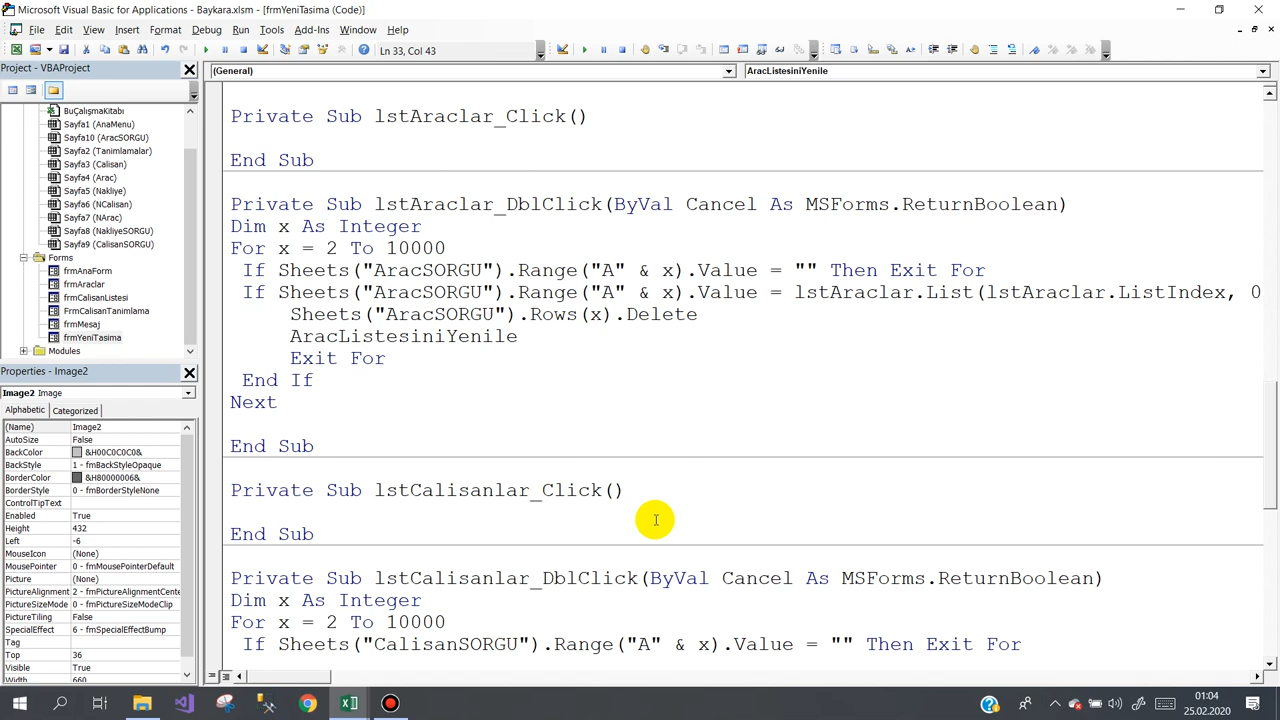 Microsoft Visual Basic for Applications - Baykara.xlsm - [frmYeniTasima (Code)]
File Edit View Insert Format Debug Run Tools Add-Ins Window Help
Ln 33, Col 43
Project - VBAProject
(General) AracListesiniYenile
BuÇalışmaKitabı
Sayfa1 (AnaMenu)
Sayfa10 (AracSORGU)
Sayfa2 (Tanimlamalar)
Sayfa3 (Calisan)
Sayfa4 (Arac)
Sayfa5 (Nakliye)
Sayfa6 (NCalisan)
Sayfa7 (NArac)
Sayfa8 (NakliyeSORGU)
Sayfa9 (CalisanSORGU)
Forms
frmAnaForm
frmAraclar
frmCalisanListesi
FrmCalisanTanimlama
frmMesaj
frmYeniTasima
Modules
Properties - Image2
Image2 Image
Alphabetic Categorized
(Name) Image2
AutoSize False
BackColor &H00C0C0C0&
BackStyle 1 - fmBackStyleOpaque
BorderColor &H80000006&
BorderStyle 0 - fmBorderStyleNone
ControlTipText
Enabled True
Height 432
Left -6
MouseIcon (None)
MousePointer 0 - fmMousePointerDefault
Picture (None)
PictureAlignment 2 - fmPictureAlignmentCente
PictureSizeMode 0 - fmPictureSizeModeClip
PictureTiling False
SpecialEffect 6 - fmSpecialEffectBump
Tag
Top 36
Visible True
Width 660
Private Sub lstAraclar_Click()
End Sub
Private Sub lstAraclar_DblClick(ByVal Cancel As MSForms.ReturnBoolean)
Dim x As Integer
For x = 2 To 10000
If Sheets("AracSORGU").Range("A" & x).Value = "" Then Exit For
If Sheets("AracSORGU").Range("A" & x).Value = lstAraclar.List(lstAraclar.ListIndex, 0
Sheets("AracSORGU").Rows(x).Delete
AracListesiniYenile
Exit For
End If
Next
End Sub
Private Sub lstCalisanlar_Click()
End Sub
Private Sub lstCalisanlar_DblClick(ByVal Cancel As MSForms.ReturnBoolean)
Dim x As Integer
For x = 2 To 10000
If Sheets("CalisanSORGU").Range("A" & x).Value = "" Then Exit For
01:04
25.02.2020